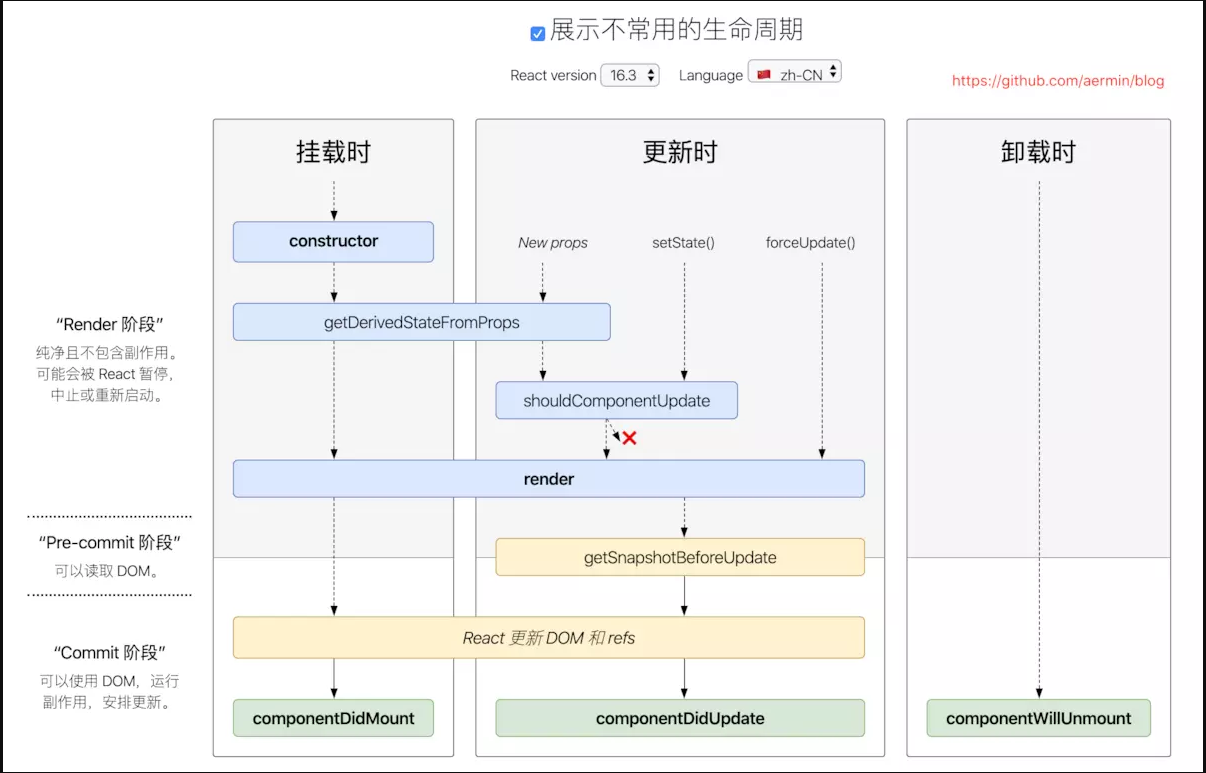 展示不常用的生命周期
React version 16.3 Language zh-CN
https://github.com/aermin/blog
挂载时
更新时
卸载时
constructor
New props
setState()
forceUpdate()
“Render 阶段”
纯净且不包含副作用。
可能会被 React 暂停，
中止或重新启动。
getDerivedStateFromProps
shouldComponentUpdate
render
“Pre-commit 阶段”
可以读取 DOM。
getSnapshotBeforeUpdate
React 更新 DOM 和 refs
“Commit 阶段”
可以使用 DOM，运行
副作用，安排更新。
componentDidMount
componentDidUpdate
componentWillUnmount